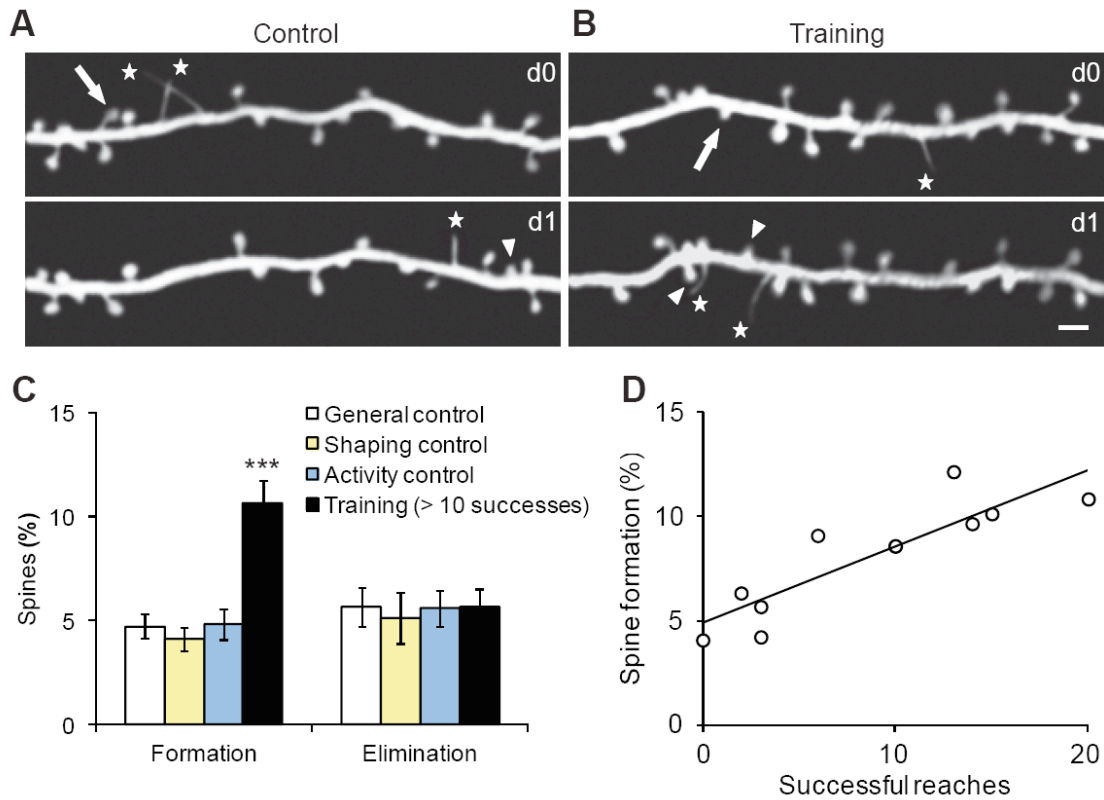 A
Control
d0
d1
B
Training
d0
d1
C
15
10
5
0
Spines (%)
General control
Shaping control
Activity control
Training (> 10 successes)
***
Formation
Elimination
D
15
10
5
0
Spine formation (%)
0
10
20
Successful reaches